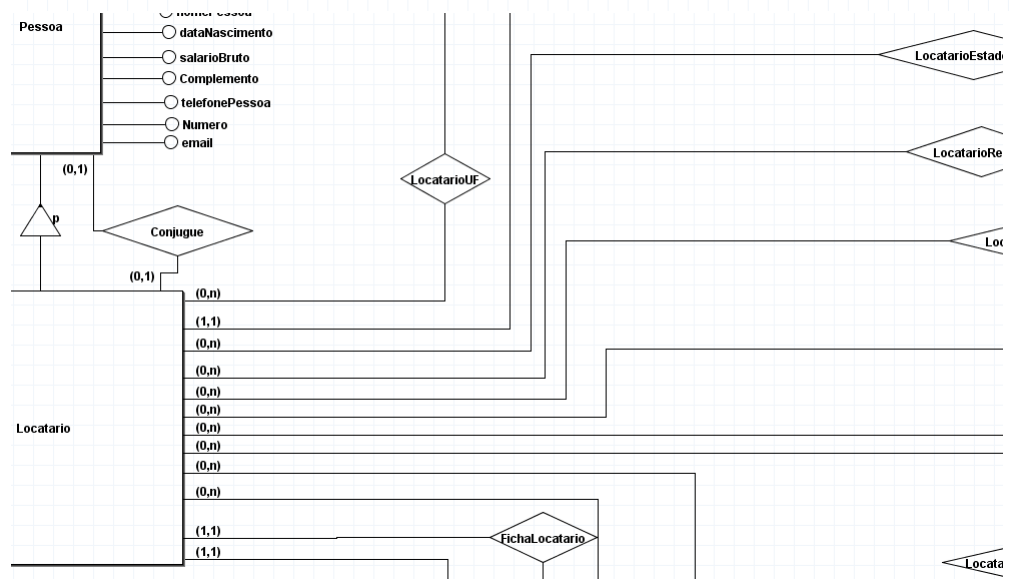 nomePessoa
Pessoa
dataNascimento
salarioBruto
Complemento
telefonePessoa
Numero
email
(0,1)
p
Conjugue
(0,1)
LocatarioUF
LocatarioEstad
LocatarioRe
Loc
(0,n)
(1,1)
(0,n)
(0,n)
(0,n)
(0,n)
(0,n)
(0,n)
(0,n)
(0,n)
(1,1)
(1,1)
Locatario
FichaLocatario
Locata